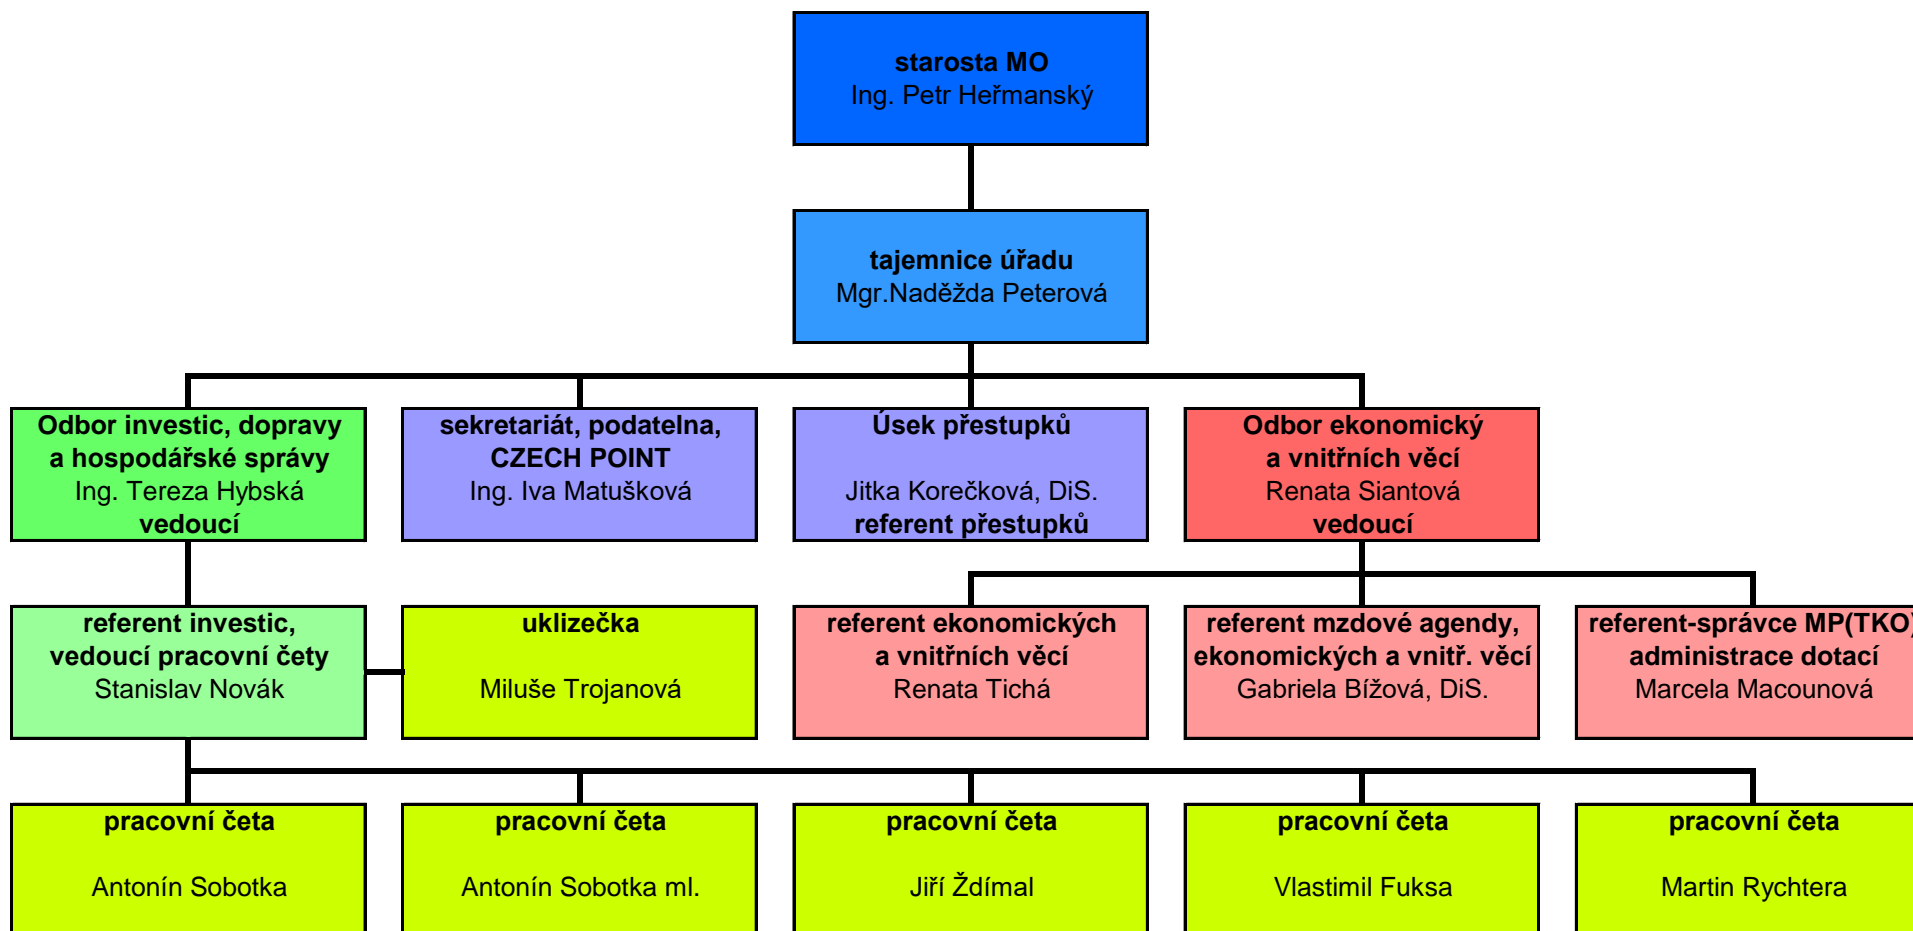 starosta MO
Ing. Petr Heřmanský
tajemnice úřadu
Mgr.Naděžda Peterová
Odbor investic, dopravy
a hospodářské správy
Ing. Tereza Hybská
vedoucí
sekretariát, podatelna,
CZECH POINT
Ing. Iva Matušková
Úsek přestupků
Jitka Korečková, DiS.
referent přestupků
Odbor ekonomický
a vnitřních věcí
Renata Siantová
vedoucí
referent investic,
vedoucí pracovní čety
Stanislav Novák
uklizečka
Miluše Trojanová
referent ekonomických
a vnitřních věcí
Renata Tichá
referent mzdové agendy,
ekonomických a vnitř. věcí
Gabriela Bížová, DiS.
referent-správce MP(TKO)
administrace dotací
Marcela Macounová
pracovní četa
Antonín Sobotka
pracovní četa
Antonín Sobotka ml.
pracovní četa
Jiří Ždímal
pracovní četa
Vlastimil Fuksa
pracovní četa
Martin Rychtera